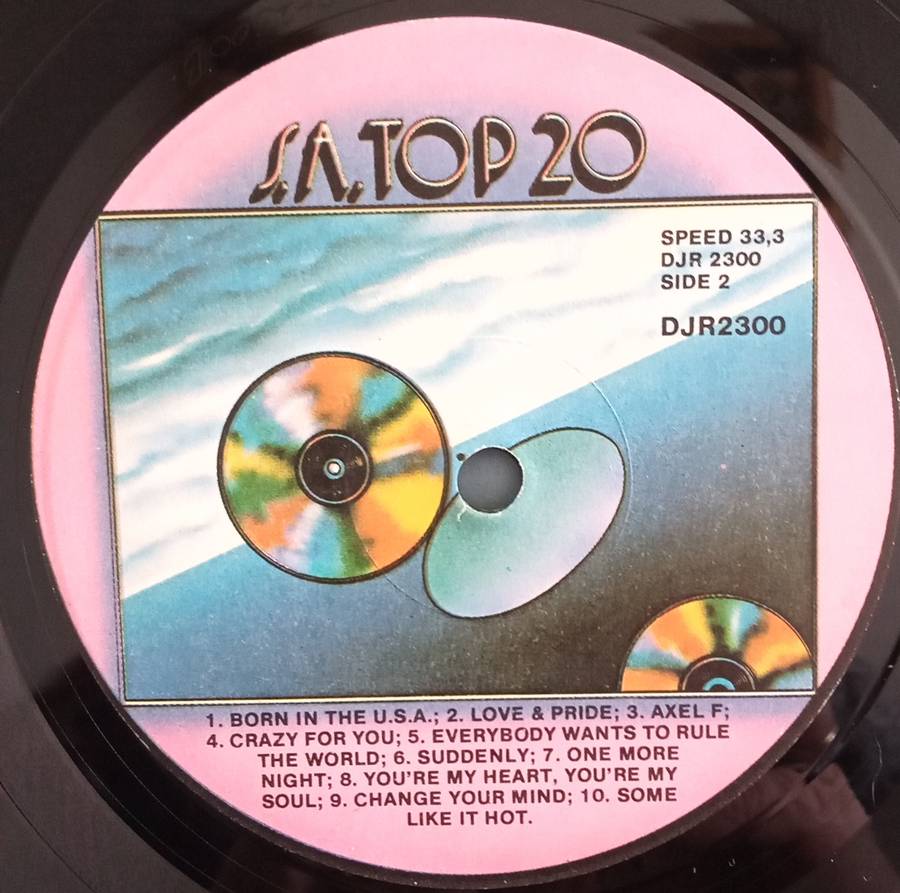 S.A. TOP 20
SPEED 33,3
DJR 2300
SIDE 2
DJR2300
1. BORN IN THE U.S.A.; 2. LOVE & PRIDE; 3. AXEL F;
4. CRAZY FOR YOU; 5. EVERYBODY WANTS TO RULE
THE WORLD; 6. SUDDENLY; 7. ONE MORE
NIGHT; 8. YOU'RE MY HEART, YOU'RE MY
SOUL; 9. CHANGE YOUR MIND; 10. SOME
LIKE IT HOT.